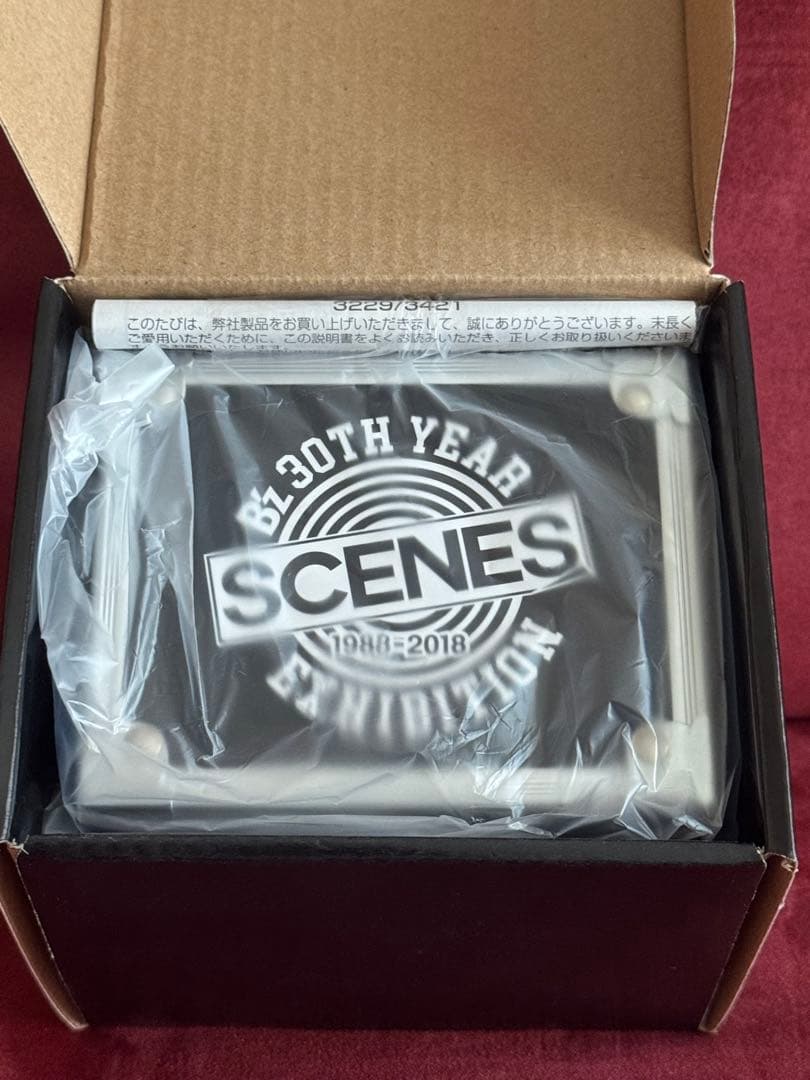 3229/3421
このたびは、弊社製品をお買い上げいただきまして、誠にありがとうございます。末長く
ご愛用いただくために、この説明書をよくお読みいただき、正しくお取り扱いくださいま
B'z 30TH YEAR
SCENES
1988-2018
EXHIBITION